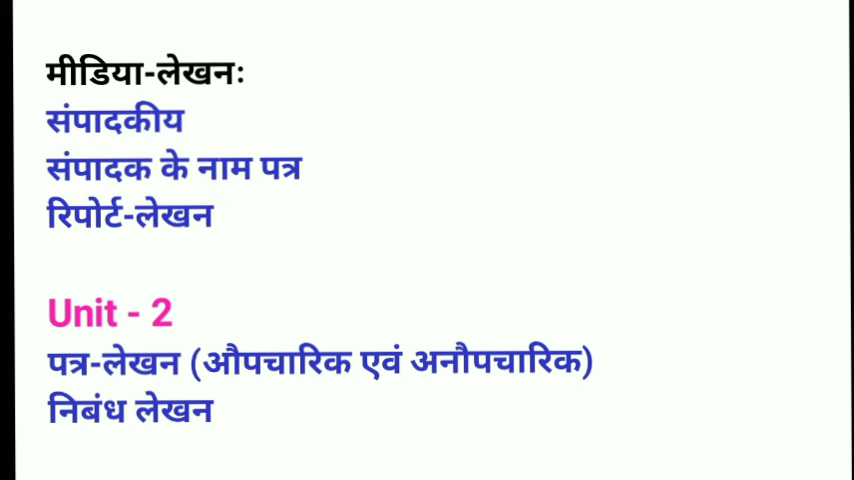 मीडिया-लेखनः
संपादकीय
संपादक के नाम पत्र
रिपोर्ट-लेखन
Unit - 2
पत्र-लेखन (औपचारिक एवं अनौपचारिक)
निबंध लेखन